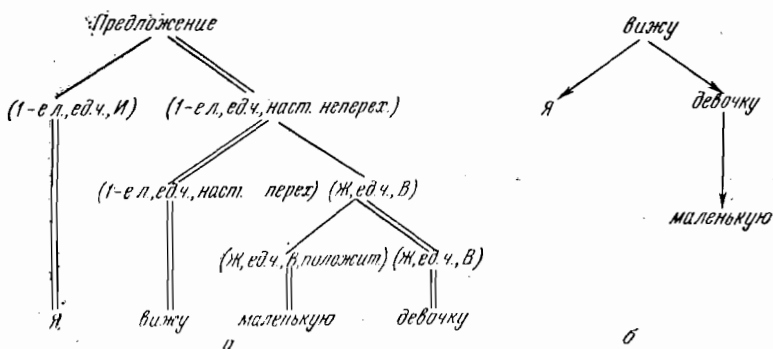 Предложение
вижу
(1-е л., ед.ч., И) (1-е л., ед.ч., наст. неперех.)
Я девочку
(1-е л., ед.ч., наст. перех) (Ж, ед.ч., В)
маленькую
(Ж, ед.ч., В, положит) (Ж, ед.ч., В)
Я вижу маленькую девочку
а б